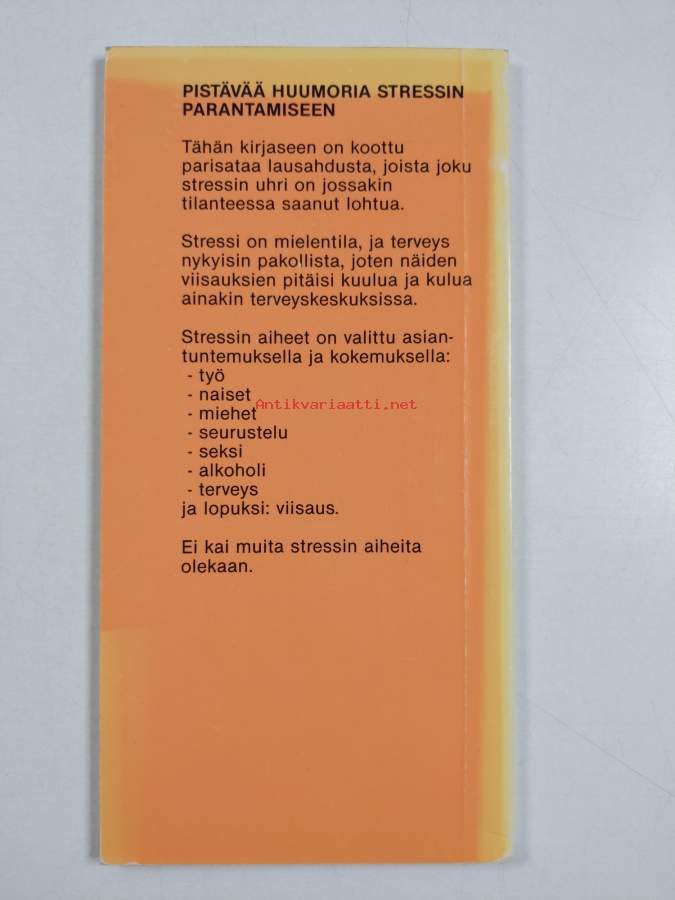 PISTÄVÄÄ HUUMORIA STRESSIN
PARANTAMISEEN
Tähän kirjaseen on koottu
parisataa lausahdusta, joista joku
stressin uhri on jossakin
tilanteessa saanut lohtua.
Stressi on mielentila, ja terveys
nykyisin pakollista, joten näiden
viisauksien pitäisi kuulua ja kulua
ainakin terveyskeskuksissa.
Stressin aiheet on valittu asian-
tuntemuksella ja kokemuksella:
- työ
- naiset
- miehet
Antikvariaatti.net
- seurustelu
- seksi
- alkoholi
- terveys
ja lopuksi: viisaus.
Ei kai muita stressin aiheita
olekaan.